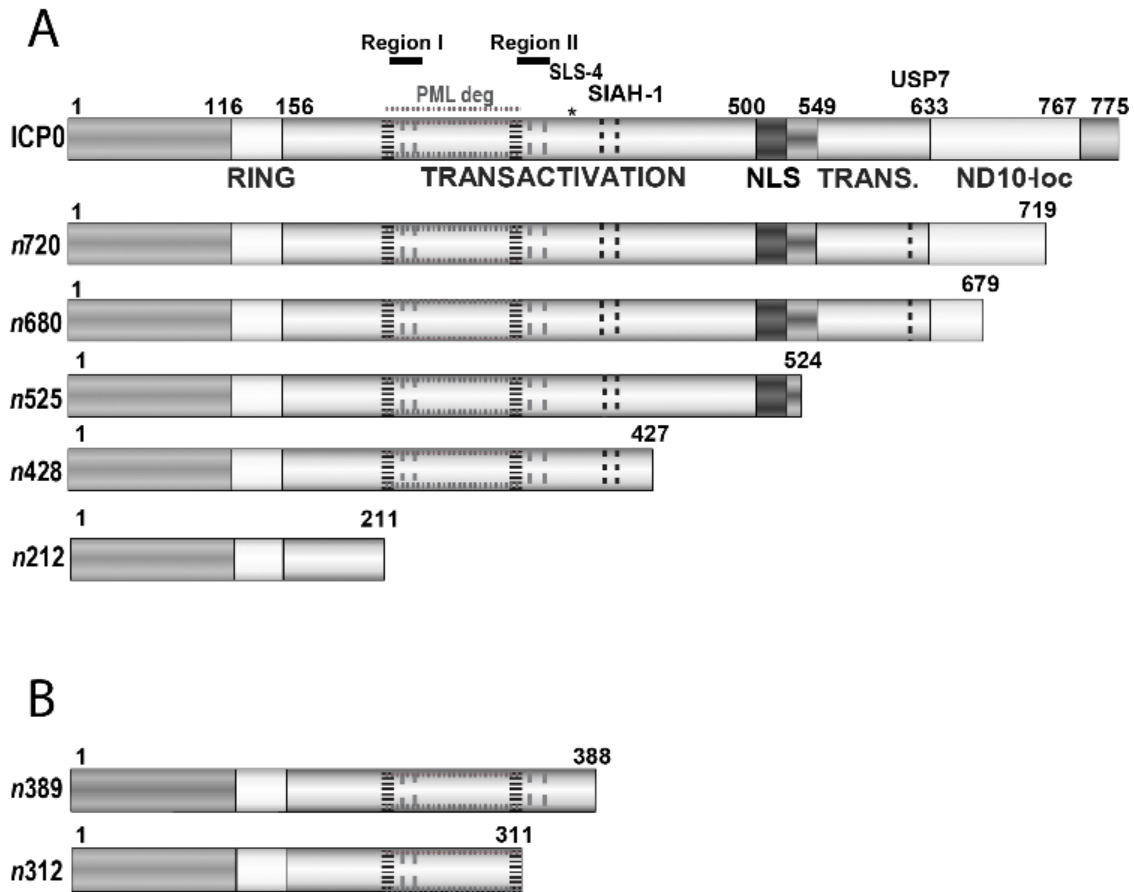 A
Region I Region II
SLS-4
PML deg * SIAH-1 USP7
1 116 156 500 549 633 767 775
ICP0
RING TRANSACTIVATION NLS TRANS. ND10-loc
1 719
n720
1 679
n680
1 524
n525
1 427
n428
1 211
n212
B
1 388
n389
1 311
n312